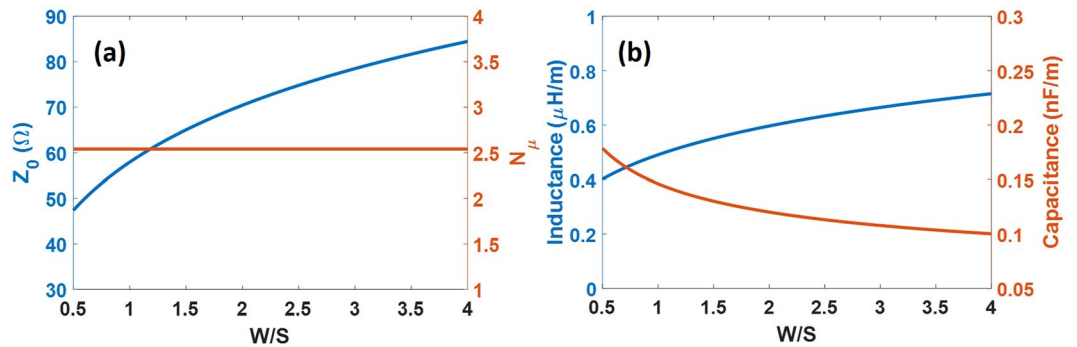 (a)
90
80
70
60
50
40
30
Z0 (Ω)
4
3.5
3
2.5
2
1.5
1
Nμ
0.5 1 1.5 2 2.5 3 3.5 4
W/S
(b)
1
0.8
0.6
0.4
0.2
0
Inductance (μH/m)
0.3
0.25
0.2
0.15
0.1
0.05
Capacitance (nF/m)
0.5 1 1.5 2 2.5 3 3.5 4
W/S